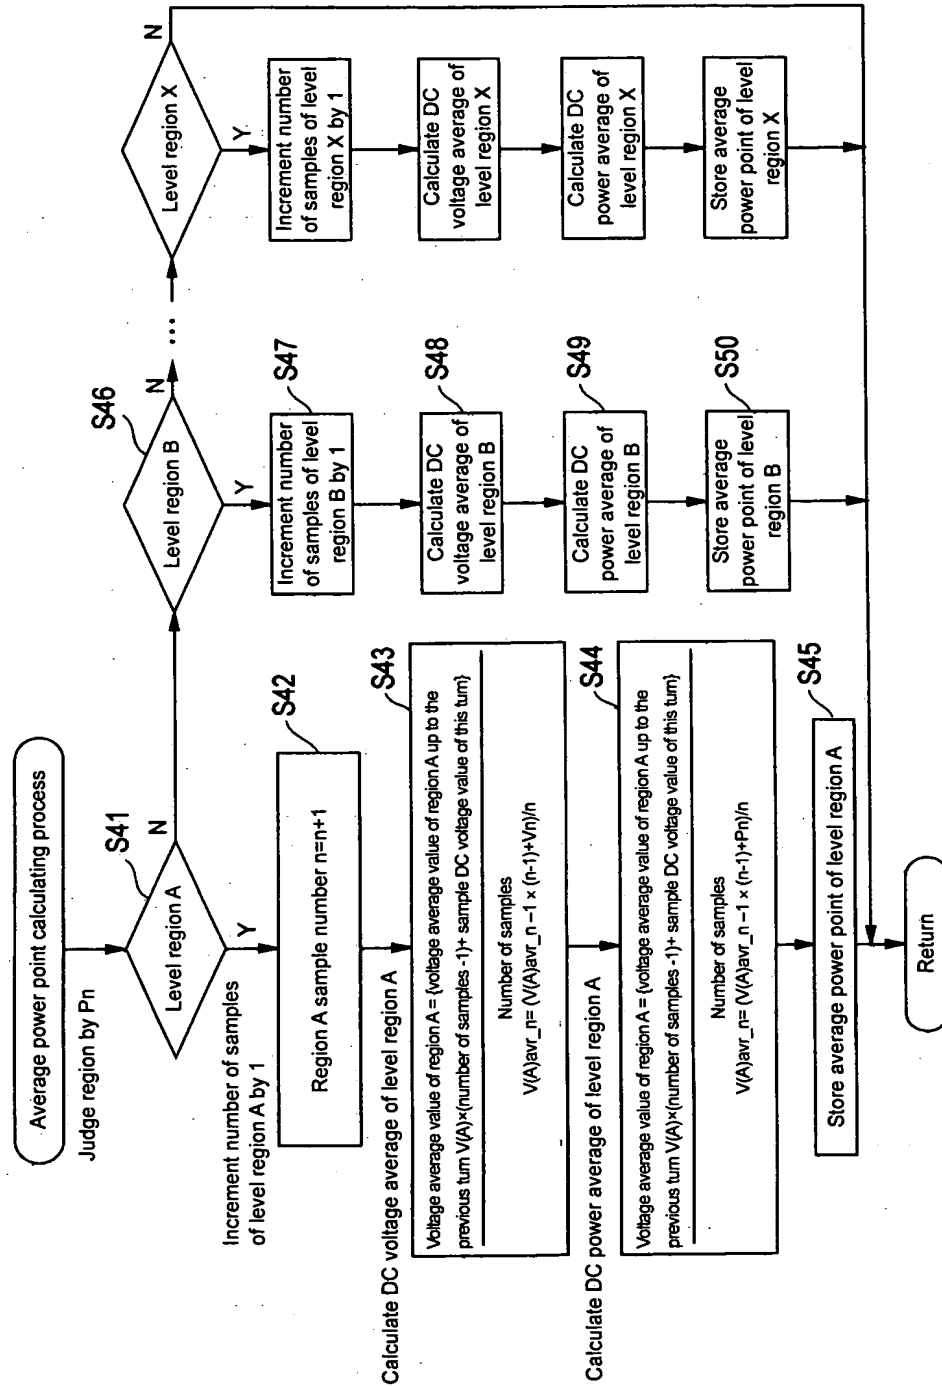 Average power point calculating process
Judge region by Pn
S41
Level region A
N
Y
Increment number of samples
of level region A by 1
S42
Region A sample number n=n+1
Calculate DC voltage average of level region A
S43
Voltage average value of region A = {voltage average value of region A up to the
previous turn V(A)×(number of samples -1)}+ sample DC voltage value of this turn}
Number of samples
V(A)avr_n= (V(A)avr_n −1 × (n-1)+Vn)/n
Calculate DC power average of level region A
S44
Voltage average value of region A = {voltage average value of region A up to the
previous turn V(A)×(number of samples -1)}+ sample DC voltage value of this turn}
Number of samples
V(A)avr_n= (V(A)avr_n −1 × (n-1)+Pn)/n
S45
Store average power point of level region A
Return
S46
Level region B
N
Y
S47
Increment number
of samples of level
region B by 1
S48
Calculate DC
voltage average of
level region B
S49
Calculate DC
power average of
level region B
S50
Store average
power point of level
region B
...
Level region X
N
Y
Increment number
of samples of level
region X by 1
Calculate DC
voltage average of
level region X
Calculate DC
power average of
level region X
Store average
power point of level
region X